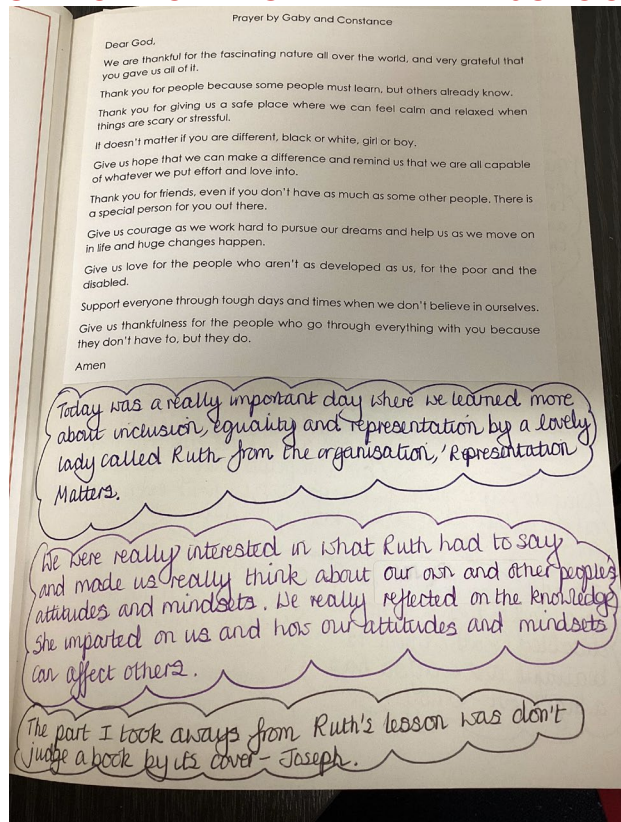 Prayer by Gaby and Constance
Dear God,
We are thankful for the fascinating nature all over the world, and very grateful that
you gave us all of it.
Thank you for people because some people must learn, but others already know.
Thank you for giving us a safe place where we can feel calm and relaxed when
things are scary or stressful.
It doesn't matter if you are different, black or white, girl or boy.
Give us hope that we can make a difference and remind us that we are all capable
of whatever we put effort and love into.
Thank you for friends, even if you don't have as much as some other people. There is
a special person for you out there.
Give us courage as we work hard to pursue our dreams and help us as we move on
in life and huge changes happen.
Give us love for the people who aren't as developed as us, for the poor and the
disabled.
Support everyone through tough days and times when we don't believe in ourselves.
Give us thankfulness for the people who go through everything with you because
they don't have to, but they do.
Amen
Today was a really important day where we learned more
about inclusion, equality and representation by a lovely
lady called Ruth from the organisation, 'Representation
Matters.
We were really interested in what Ruth had to say
and made us really think about our own and other people's
attitudes and mindsets. We really reflected on the knowledge
she imparted on us and how our attitudes and mindsets
can affect others.
The part I took aways from Ruth's lesson was don't
judge a book by its cover - Joseph.